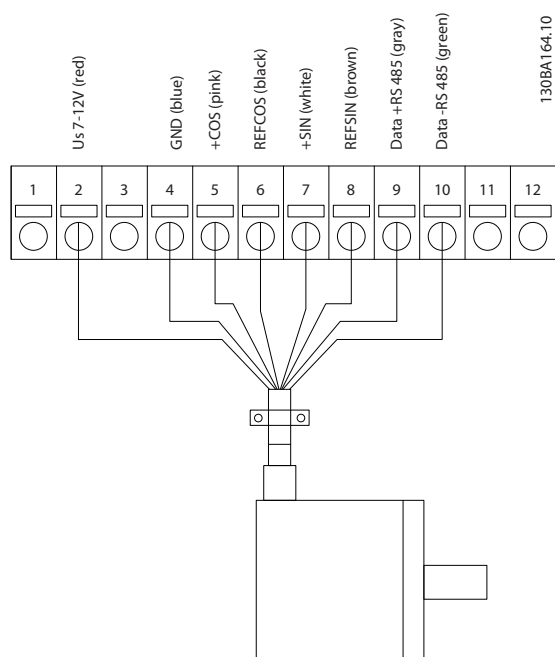 Us 7-12V (red)
GND (blue)
+COS (pink)
REFCOS (black)
+SIN (white)
REFSIN (brown)
Data +RS 485 (gray)
Data -RS 485 (green)
130BA164.10
1 2 3 4 5 6 7 8 9 10 11 12